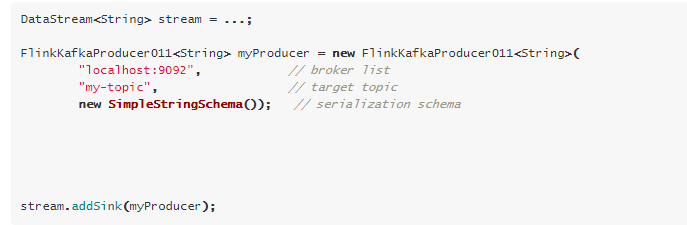 DataStream<String> stream = ...;
FlinkKafkaProducer011<String> myProducer = new FlinkKafkaProducer011<String>(
        "localhost:9092",            // broker list
        "my-topic",                  // target topic
        new SimpleStringSchema());   // serialization schema
stream.addSink(myProducer);